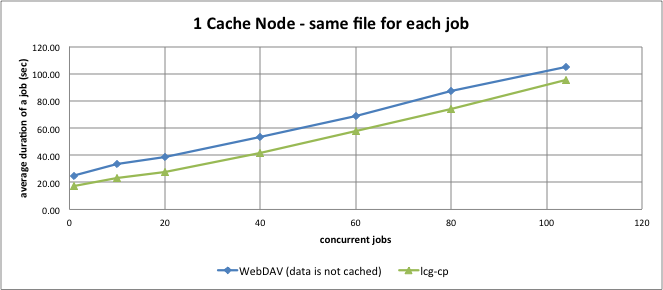 1 Cache Node - same file for each job
average duration of a job (sec)
120.00
100.00
80.00
60.00
40.00
20.00
0.00
0 20 40 60 80 100 120
concurrent jobs
WebDAV (data is not cached) lcg-cp